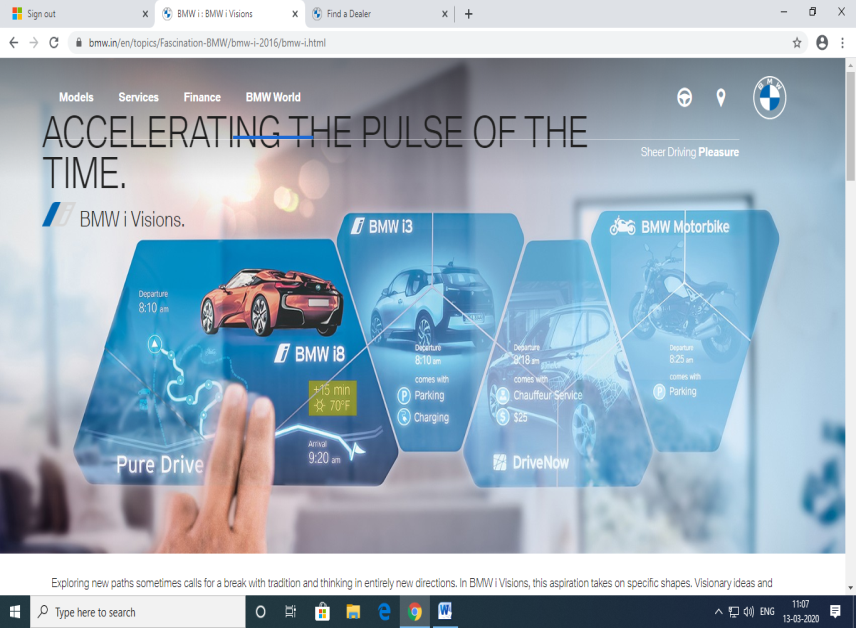 Sign out
BMW i : BMW i Visions
Find a Dealer
bmw.in/en/topics/Fascination-BMW/bmw-i-2016/bmw-i.html
Models Services Finance BMW World
BMW
ACCELERATING THE PULSE OF THE
TIME.
Sheer Driving Pleasure
i BMW i Visions.
Departure
8:10 am
i BMW i8
+15 min
70°F
Arrival
9:20 am
Pure Drive
i BMW i3
Departure
8:10 am
comes with
P Parking
Charging
Departure
8:18 am
comes with
Chauffeur Service
$ $25
DriveNow
BMW Motorbike
Departure
8:25 am
comes with
P Parking
Exploring new paths sometimes calls for a break with tradition and thinking in entirely new directions. In BMW i Visions, this aspiration takes on specific shapes. Visionary ideas and
Type here to search
ENG
11:07
13-03-2020